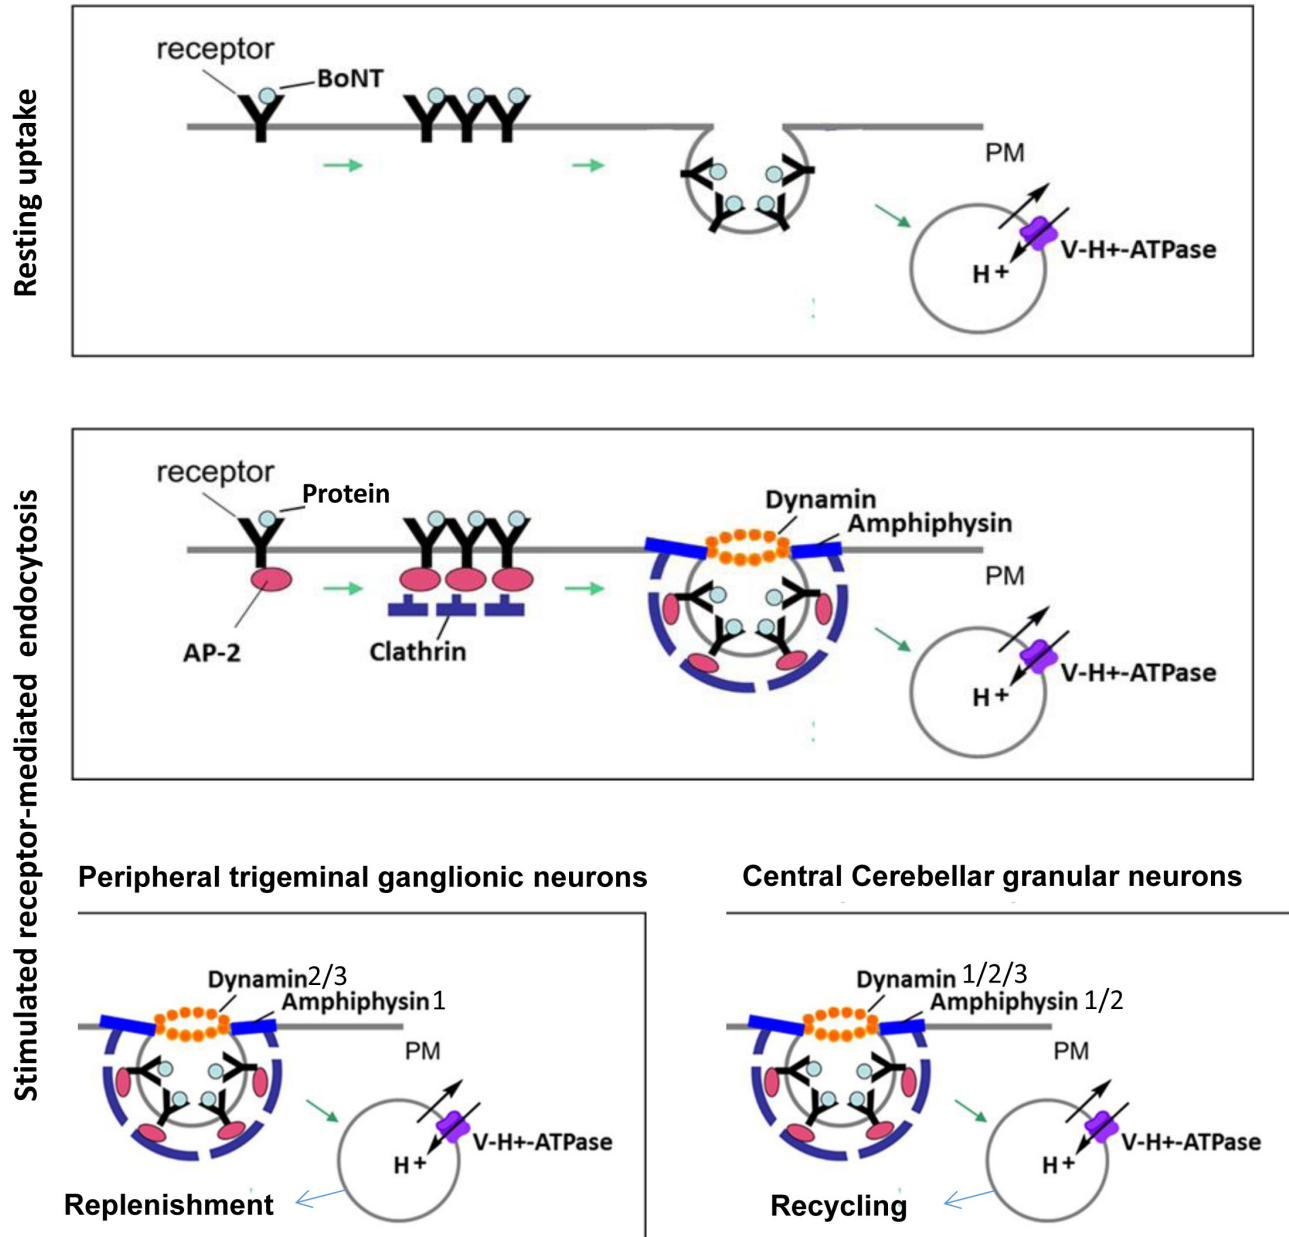 Resting uptake
receptor
BoNT
PM
V-H+-ATPase
H+
Stimulated receptor-mediated endocytosis
receptor
Protein
Dynamin
Amphiphysin
PM
AP-2
Clathrin
V-H+-ATPase
H+
Peripheral trigeminal ganglionic neurons
Dynamin2/3
Amphiphysin1
PM
V-H+-ATPase
H+
Replenishment
Central Cerebellar granular neurons
Dynamin 1/2/3
Amphiphysin 1/2
PM
V-H+-ATPase
H+
Recycling